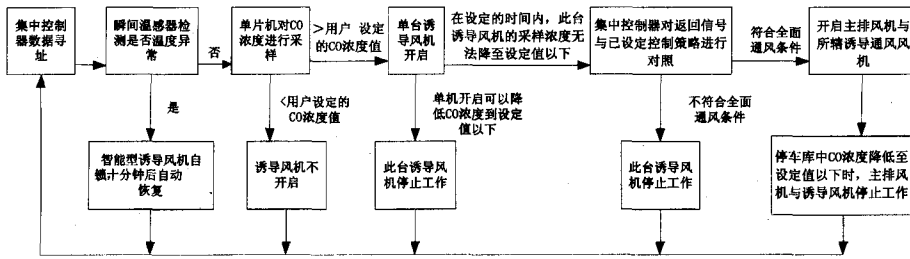 集中控制
器数据寻
址
瞬间温感器检
测是否温度异
常
否
是
智能型诱导风机自
锁计分钟后自动
恢复
单片机对CO
浓度进行采
样
>用户 设定
的CO浓度值
<用户设定的
CO浓度值
诱导风机不
开启
单台诱
导风机
开启
在设定的时间内，此台
诱导风机的采样浓度无
法降至设定值以下
单机开启可以降
低CO浓度到设定
值以下
此台诱导风
机停止工作
集中控制器对返回信号
与已设定控制策略进行
对照
符合全面
通风条件
不符合全面
通风条件
此台诱导风
机停止工作
开启主排风机与
所辖诱导通风风
机
停车库中CO浓度降低至
设定值以下时，主排风
机与诱导风机停止工作